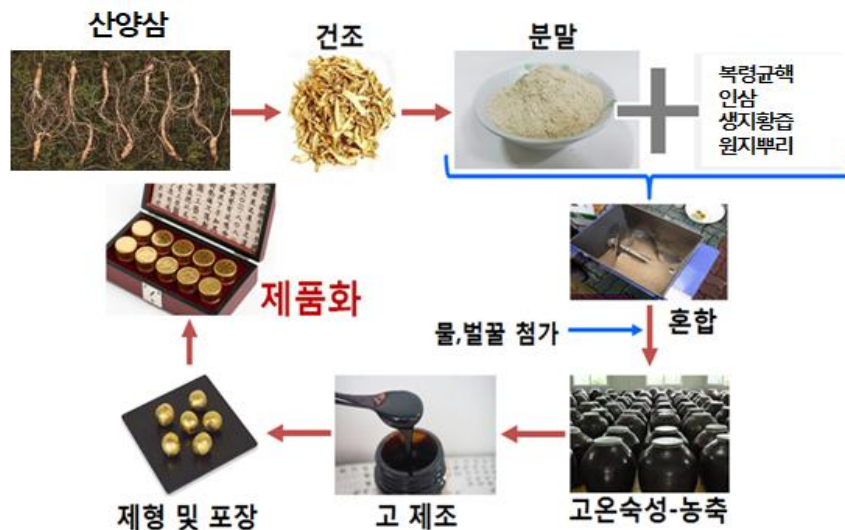 산양삼
건조
분말
복령균핵
인삼
생지황즙
원지뿌리
제품화
물,벌꿀 첨가
혼합
제형 및 포장
고 제조
고온숙성-농축